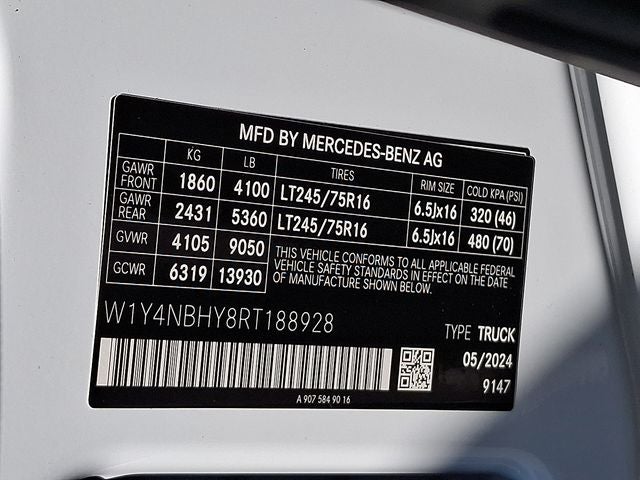 MFD BY MERCEDES-BENZ AG
KG LB TIRES RIM SIZE COLD KPA (PSI)
GAWR FRONT 1860 4100 LT245/75R16 6.5Jx16 320 (46)
GAWR REAR 2431 5360 LT245/75R16 6.5Jx16 480 (70)
GVWR 4105 9050
GCWR 6319 13930
THIS VEHICLE CONFORMS TO ALL APPLICABLE FEDERAL
VEHICLE SAFETY STANDARDS IN EFFECT ON THE DATE
OF MANUFACTURE SHOWN BELOW.
W1Y4NBHY8RT188928
TYPE TRUCK
05/2024
9147
A 907 584 90 16